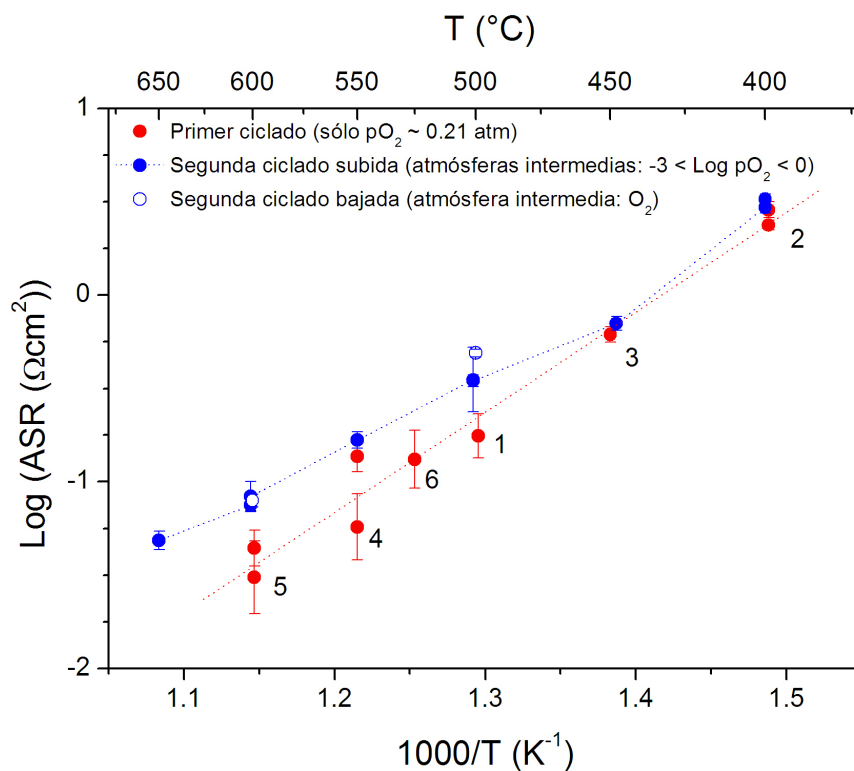 T (°C)
650 600 550 500 450 400
Primer ciclado (sólo pO₂ ~ 0.21 atm)
Segunda ciclado subida (atmósferas intermedias: -3 < Log pO₂ < 0)
Segunda ciclado bajada (atmósfera intermedia: O₂)
1
0
-1
-2
Log (ASR (Ωcm²))
2
3
1
6
4
5
1.1 1.2 1.3 1.4 1.5
1000/T (K⁻¹)